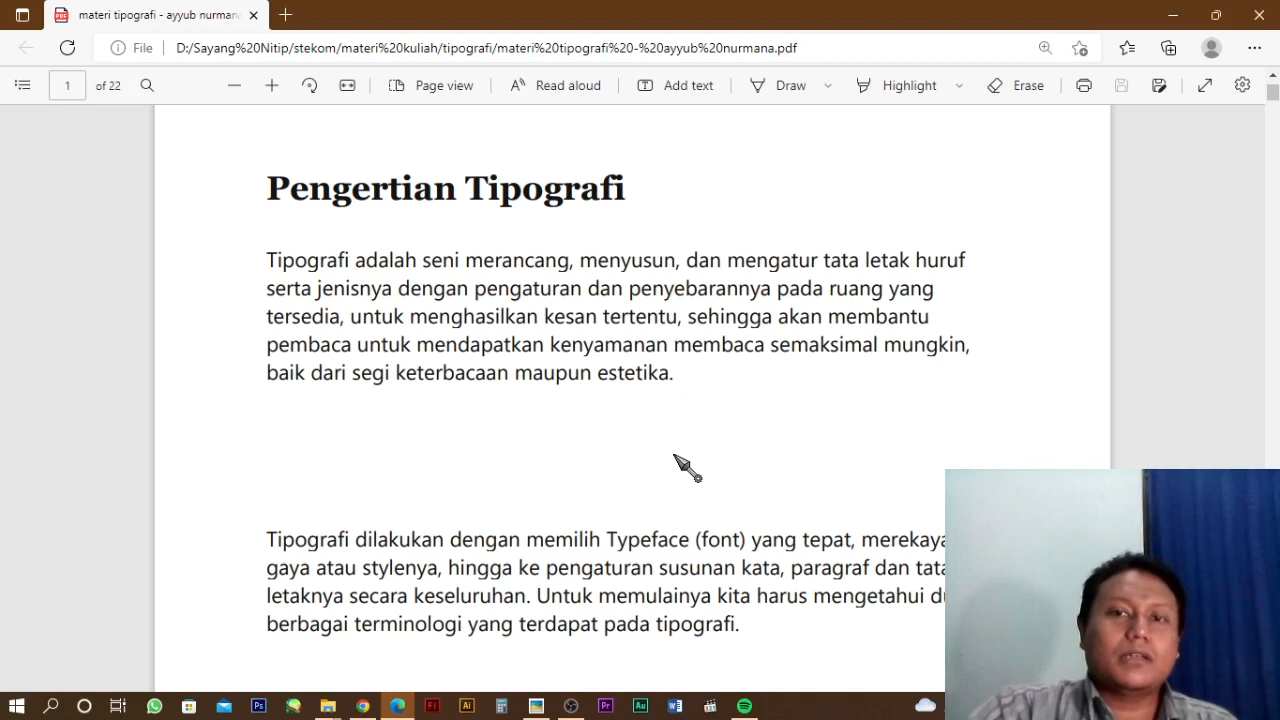 materi tipografi - ayyub nurmana
File
D:/Sayang%20Nitip/stekom/materi%20kuliah/tipografi/materi%20tipografi%20-%20ayyub%20nurmana.pdf
1 of 22
Page view
Read aloud
Add text
Draw
Highlight
Erase
Pengertian Tipografi
Tipografi adalah seni merancang, menyusun, dan mengatur tata letak huruf
serta jenisnya dengan pengaturan dan penyebarannya pada ruang yang
tersedia, untuk menghasilkan kesan tertentu, sehingga akan membantu
pembaca untuk mendapatkan kenyamanan membaca semaksimal mungkin,
baik dari segi keterbacaan maupun estetika.
Tipografi dilakukan dengan memilih Typeface (font) yang tepat, merekaya
gaya atau stylenya, hingga ke pengaturan susunan kata, paragraf dan tata
letaknya secara keseluruhan. Untuk memulainya kita harus mengetahui du
berbagai terminologi yang terdapat pada tipografi.